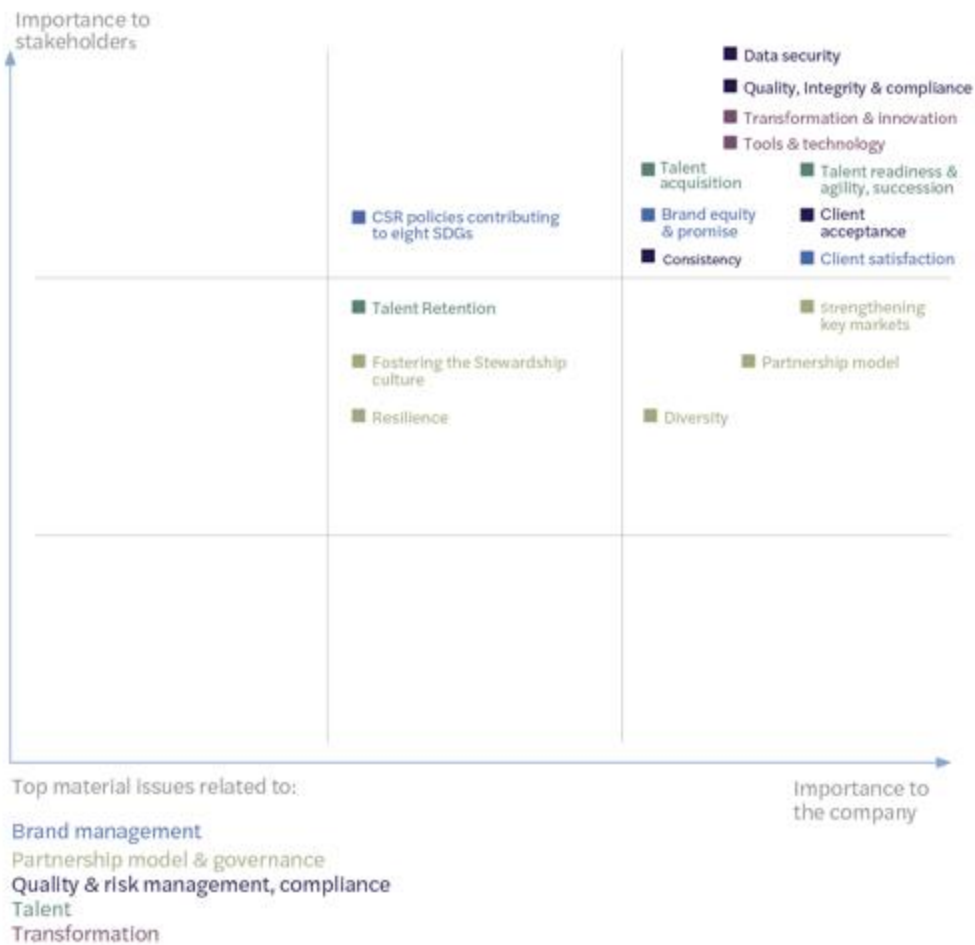 Importance to
stakeholders
Data security
Quality, Integrity & compliance
Transformation & innovation
Tools & technology
Talent
acquisition
Talent readiness &
agility, succession
CSR policies contributing
to eight SDGs
Brand equity
& promise
Client
acceptance
Consistency
Client satisfaction
Talent Retention
Strengthening
key markets
Fostering the Stewardship
culture
Partnership model
Resilience
Diversity
Top material issues related to:
Importance to
the company
Brand management
Partnership model & governance
Quality & risk management, compliance
Talent
Transformation